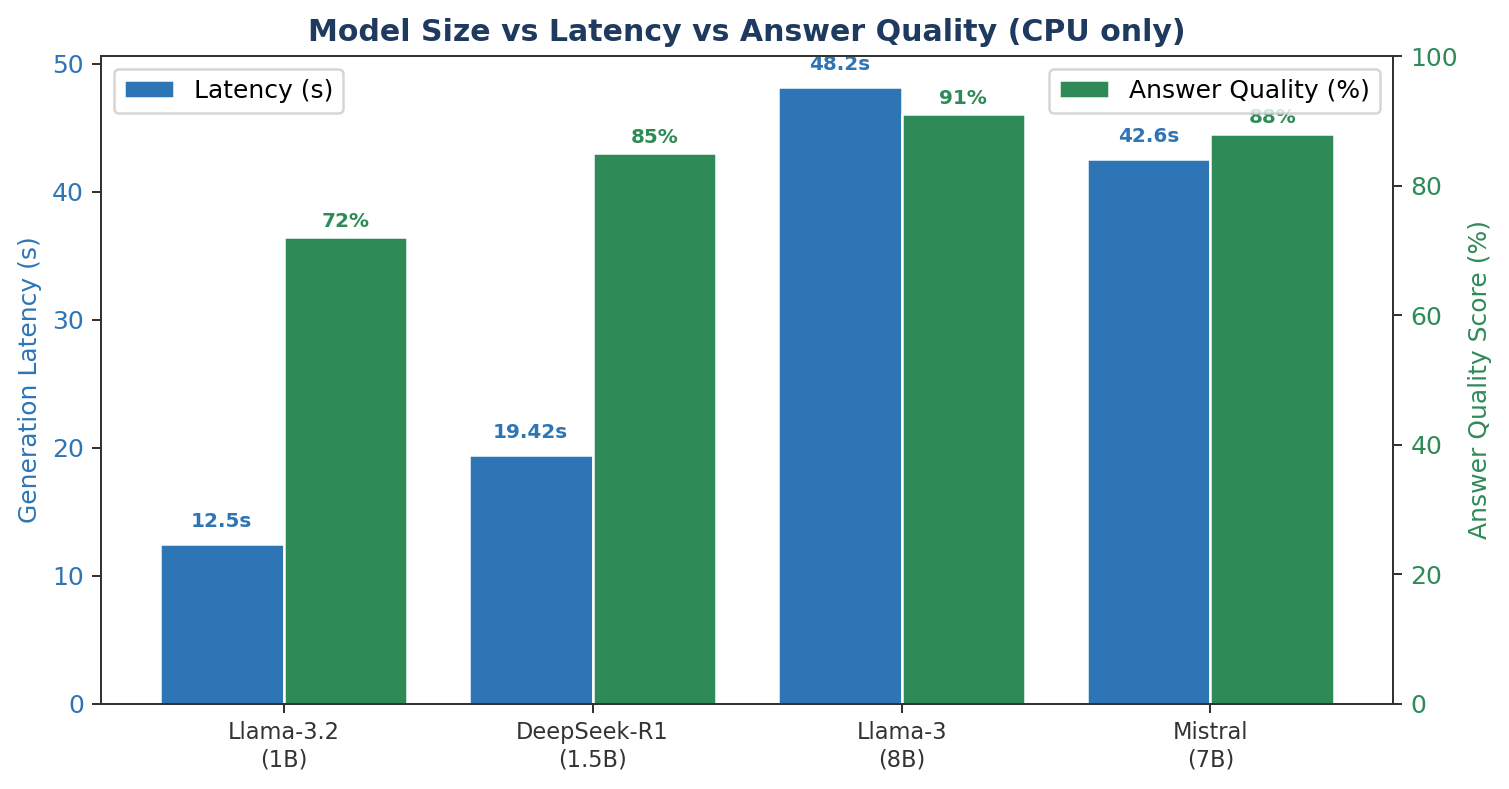 Model Size vs Latency vs Answer Quality (CPU only)
Latency (s)
Answer Quality (%)
Generation Latency (s)
50
40
30
20
10
0
12.5s
72%
19.42s
85%
48.2s
91%
42.6s
88%
100
80
60
40
20
0
Answer Quality Score (%)
Llama-3.2
(1B)
DeepSeek-R1
(1.5B)
Llama-3
(8B)
Mistral
(7B)